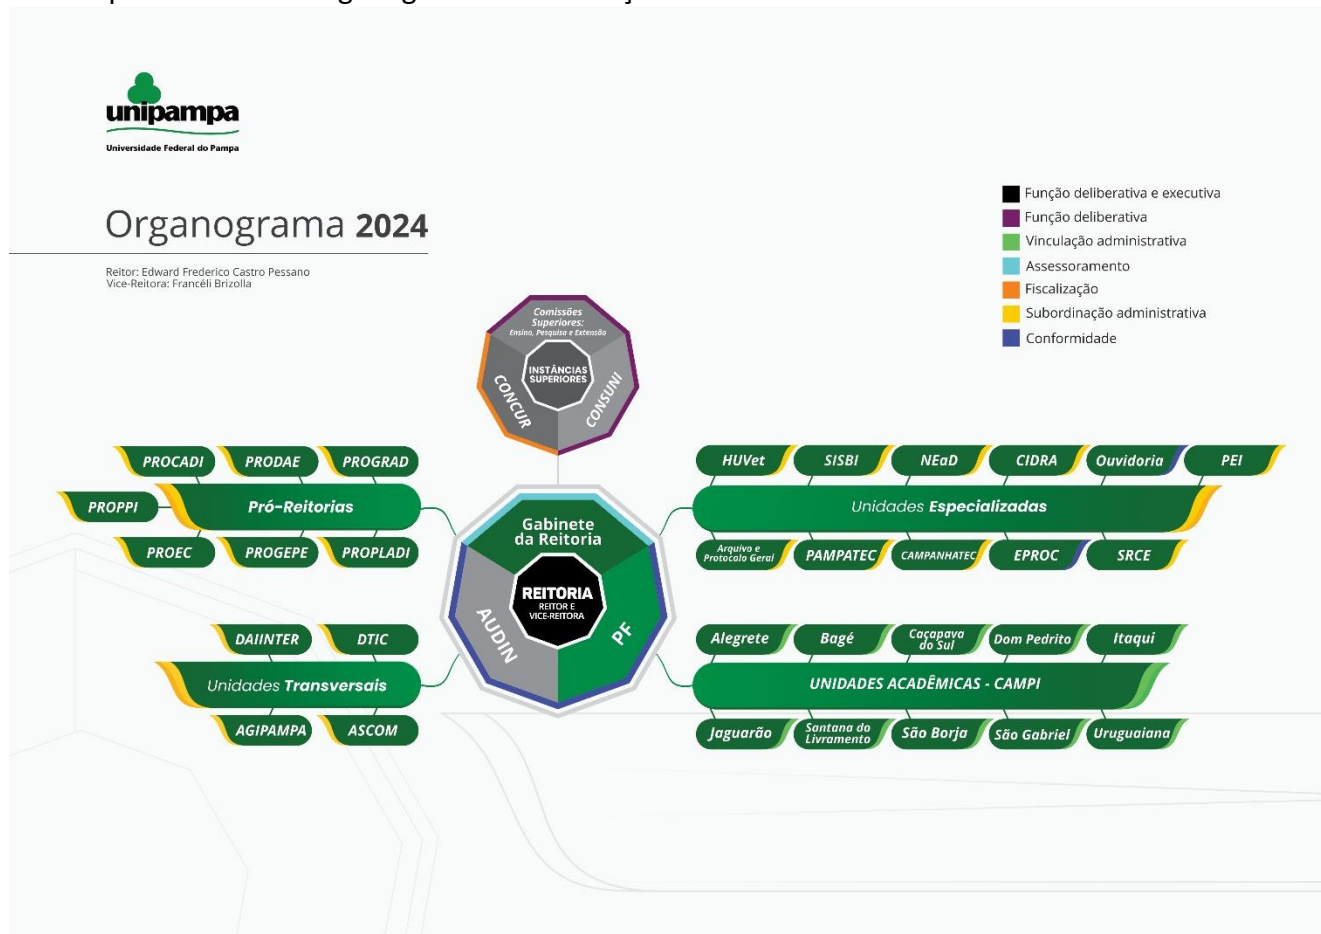 unipampa
Universidade Federal do Pampa
Organograma 2024
Reitor: Edward Frederico Castro Pessano
Vice-Reitora: Francéli Brizolla
Função deliberativa e executiva
Função deliberativa
Vinculação administrativa
Assessoramento
Fiscalização
Subordinação administrativa
Conformidade
Comissões
Superiores:
Ensino, Pesquisa e Extensão
INSTÂNCIAS
SUPERIORES
CONCUR
CONSUNI
PROCADI
PRODAE
PROGRAD
PROPPI
Pró-Reitorias
PROEC
PROGEPE
PROPLADI
HUVet
SISBI
NEaD
CIDRA
Ouvidoria
PEI
Unidades Especializadas
Arquivo e
Protocolo Geral
PAMPATEC
CAMPANHATEC
EPROC
SRCE
Gabinete
da Reitoria
REITORIA
REITOR E
VICE-REITORA
AUDIN
PF
DAIINTER
DTIC
Unidades Transversais
AGIPAMPA
ASCOM
Alegrete
Bagé
Caçapava
do Sul
Dom Pedrito
Itaqui
UNIDADES ACADÊMICAS - CAMPI
Jaguarão
Santana do
Livramento
São Borja
São Gabriel
Uruguaiana